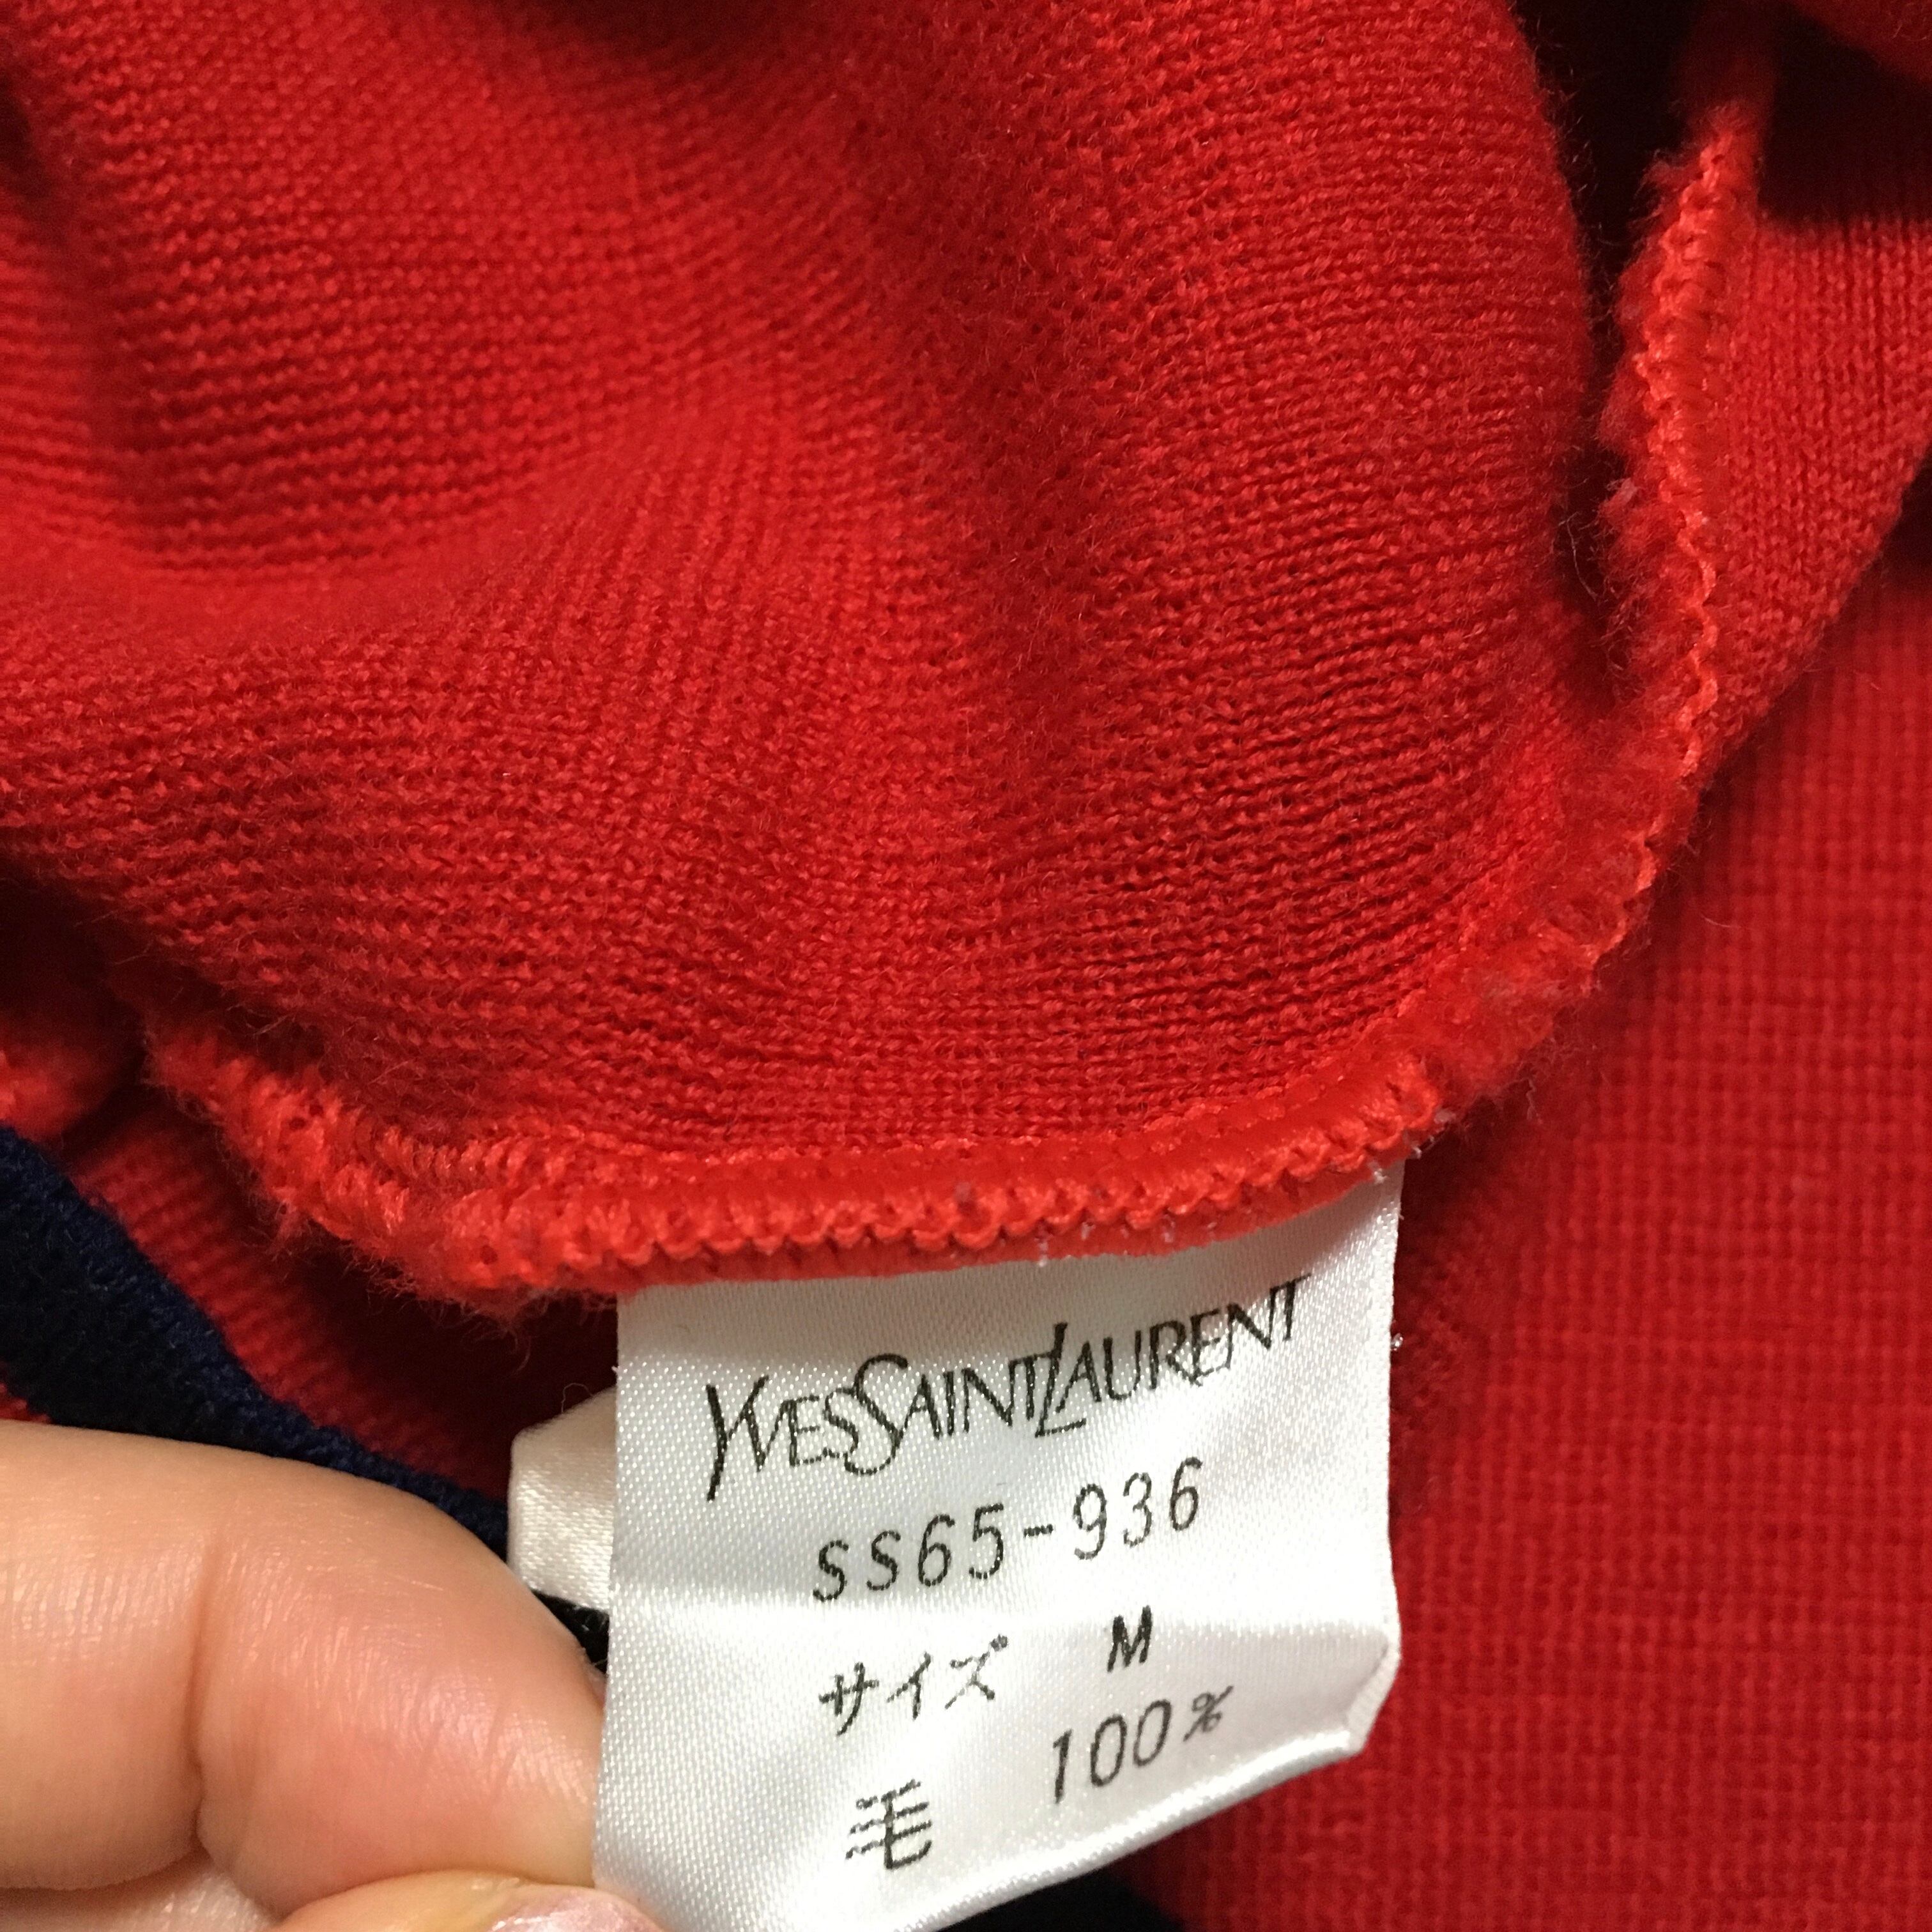 YVESSAINTLAURENT
SS65-936
サイズ M
毛 100%